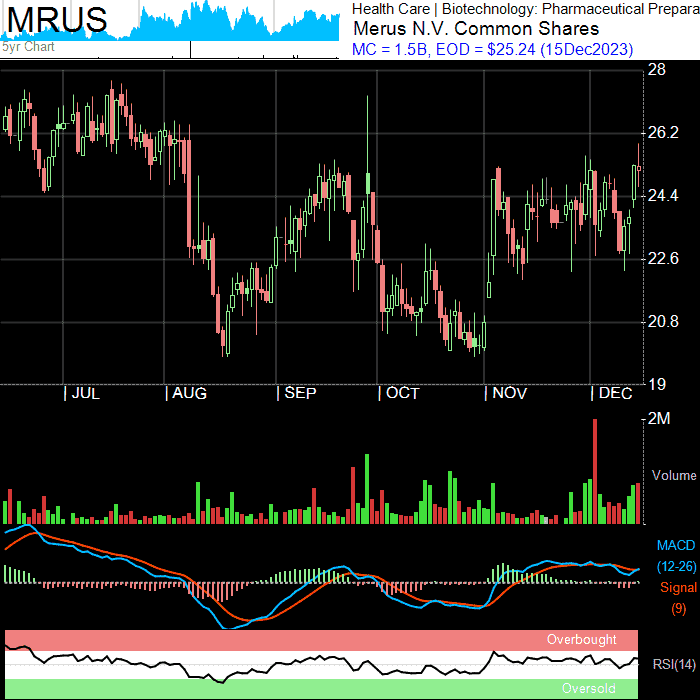 MRUS
5yr Chart
Health Care | Biotechnology: Pharmaceutical Prepara
Merus N.V. Common Shares
MC = 1.5B, EOD = $25.24 (15Dec2023)
28
26.2
24.4
22.6
20.8
19
| JUL | AUG | SEP | OCT | NOV | DEC
2M
Volume
MACD
(12-26)
Signal
(9)
Overbought
RSI(14)
Oversold